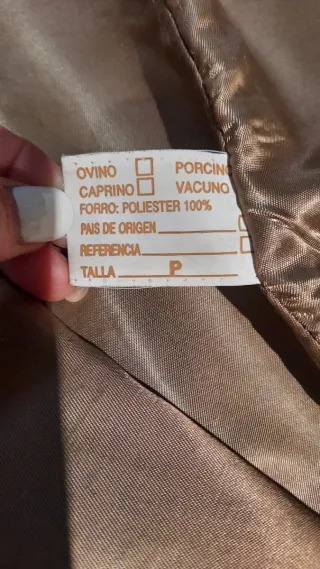 OVINO PORCINO
CAPRINO VACUNO
FORRO: POLIESTER 100%
PAIS DE ORIGEN
REFERENCIA
TALLA P